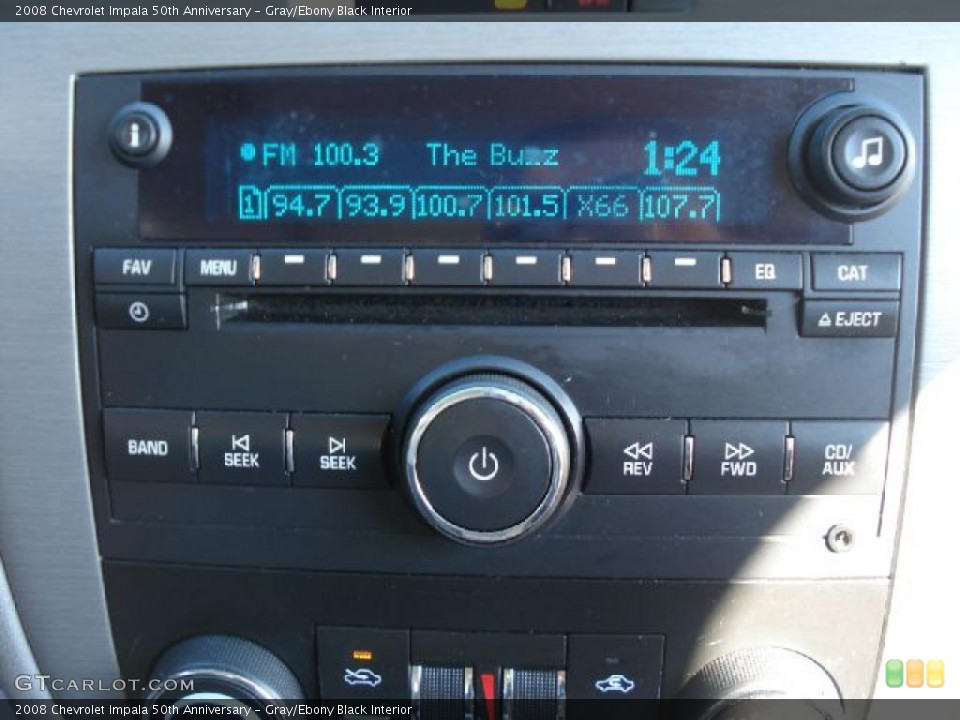 2008 Chevrolet Impala 50th Anniversary – Gray/Ebony Black Interior
i
FM 100.3 The Buzz 1:24
1 94.7 93.9 100.7 101.5 X66 107.7
FAV MENU EQ CAT
EJECT
BAND SEEK SEEK REV FWD CD/
AUX
GTCARLOT.COM
2008 Chevrolet Impala 50th Anniversary – Gray/Ebony Black Interior